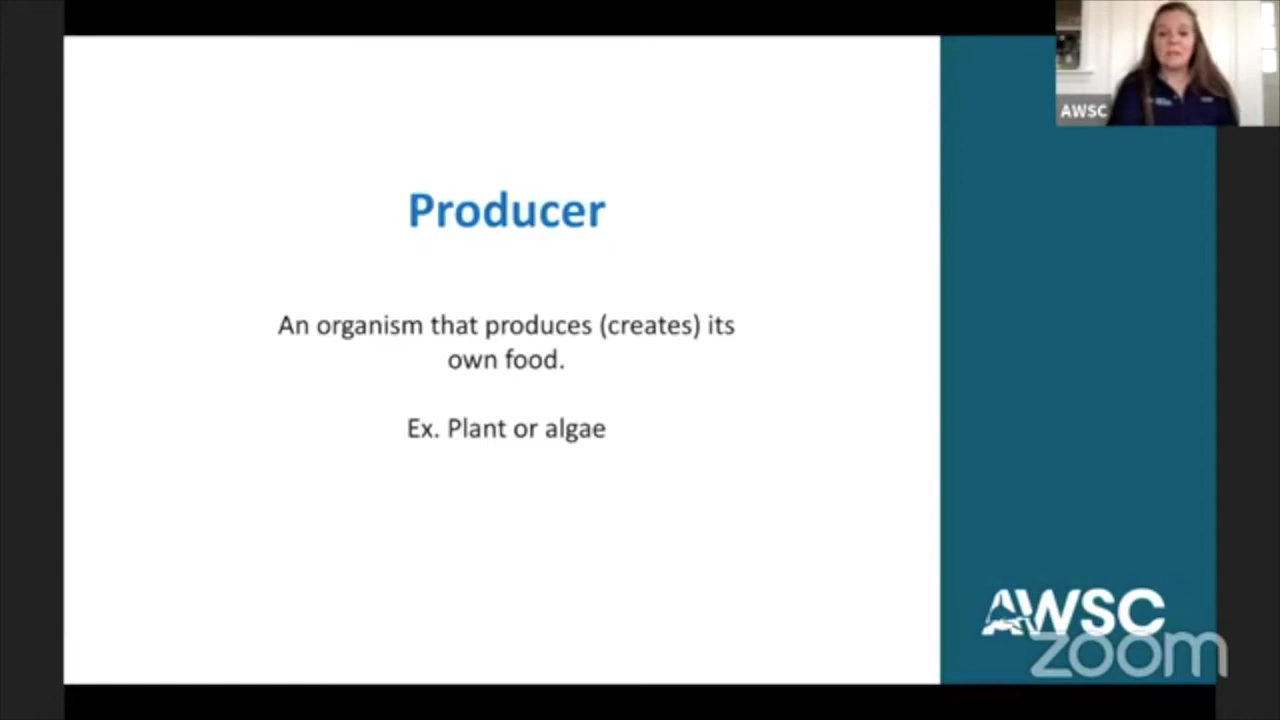 AWSC
Producer
An organism that produces (creates) its
own food.
Ex. Plant or algae
AWSC
zoom